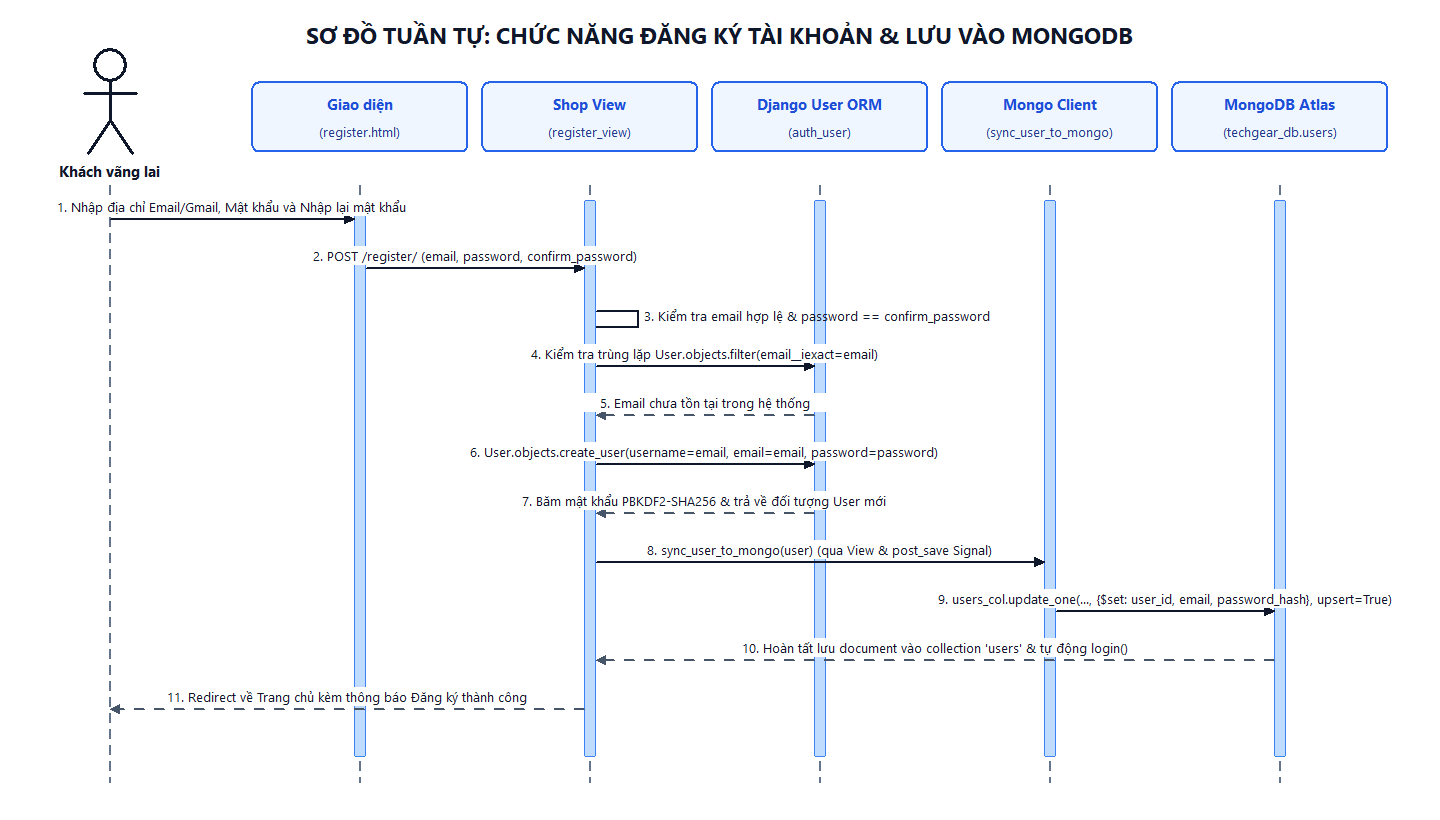 SƠ ĐỒ TUẦN TỰ: CHỨC NĂNG ĐĂNG KÝ TÀI KHOẢN & LƯU VÀO MONGODB
Khách vãng lai
Giao diện
(register.html)
Shop View
(register_view)
Django User ORM
(auth_user)
Mongo Client
(sync_user_to_mongo)
MongoDB Atlas
(techgear_db.users)
1. Nhập địa chỉ Email/Gmail, Mật khẩu và Nhập lại mật khẩu
2. POST /register/ (email, password, confirm_password)
3. Kiểm tra email hợp lệ & password == confirm_password
4. Kiểm tra trùng lặp User.objects.filter(email__iexact=email)
5. Email chưa tồn tại trong hệ thống
6. User.objects.create_user(username=email, email=email, password=password)
7. Băm mật khẩu PBKDF2-SHA256 & trả về đối tượng User mới
8. sync_user_to_mongo(user) (qua View & post_save Signal)
9. users_col.update_one(..., {$set: user_id, email, password_hash}, upsert=True)
10. Hoàn tất lưu document vào collection 'users' & tự động login()
11. Redirect về Trang chủ kèm thông báo Đăng ký thành công